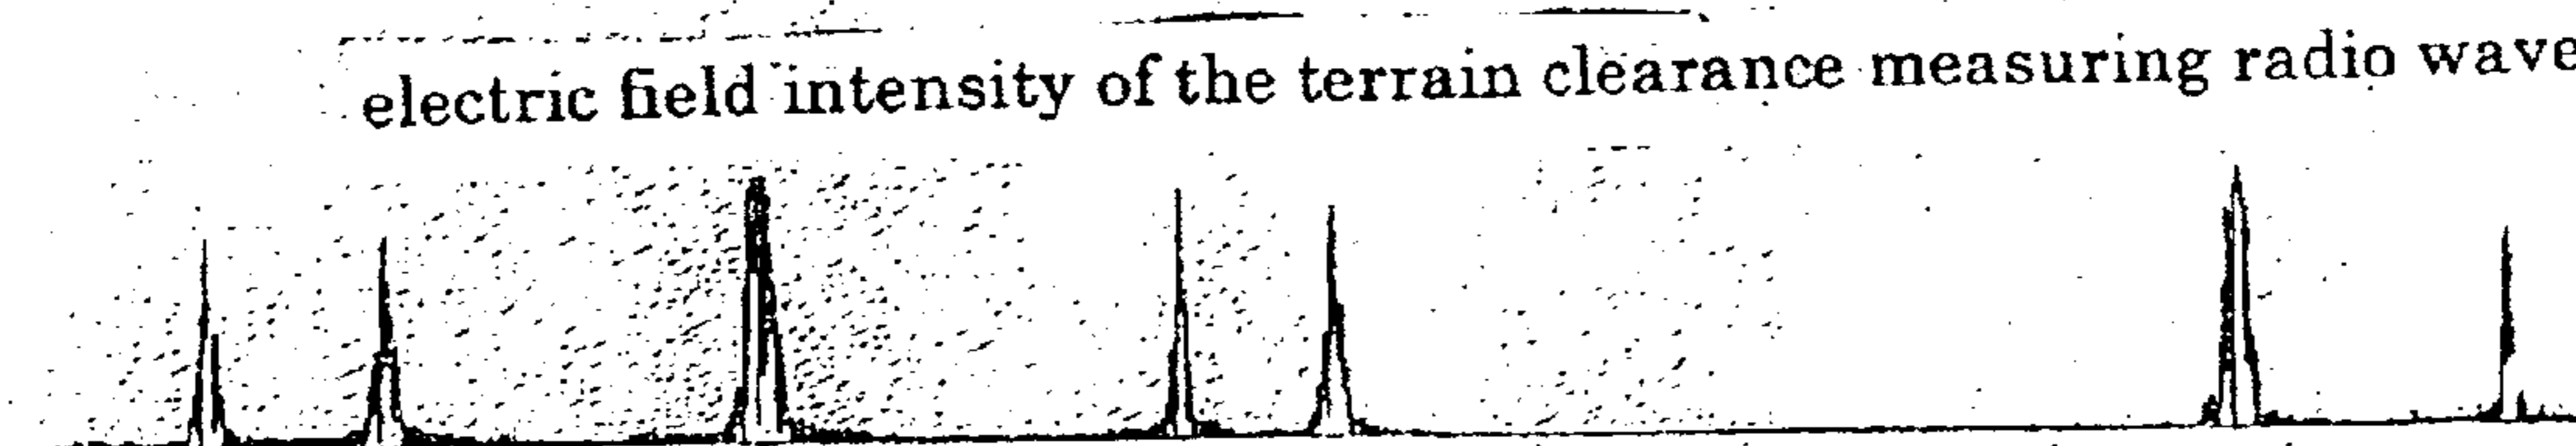 electric field intensity of the terrain clearance measuring radio wave